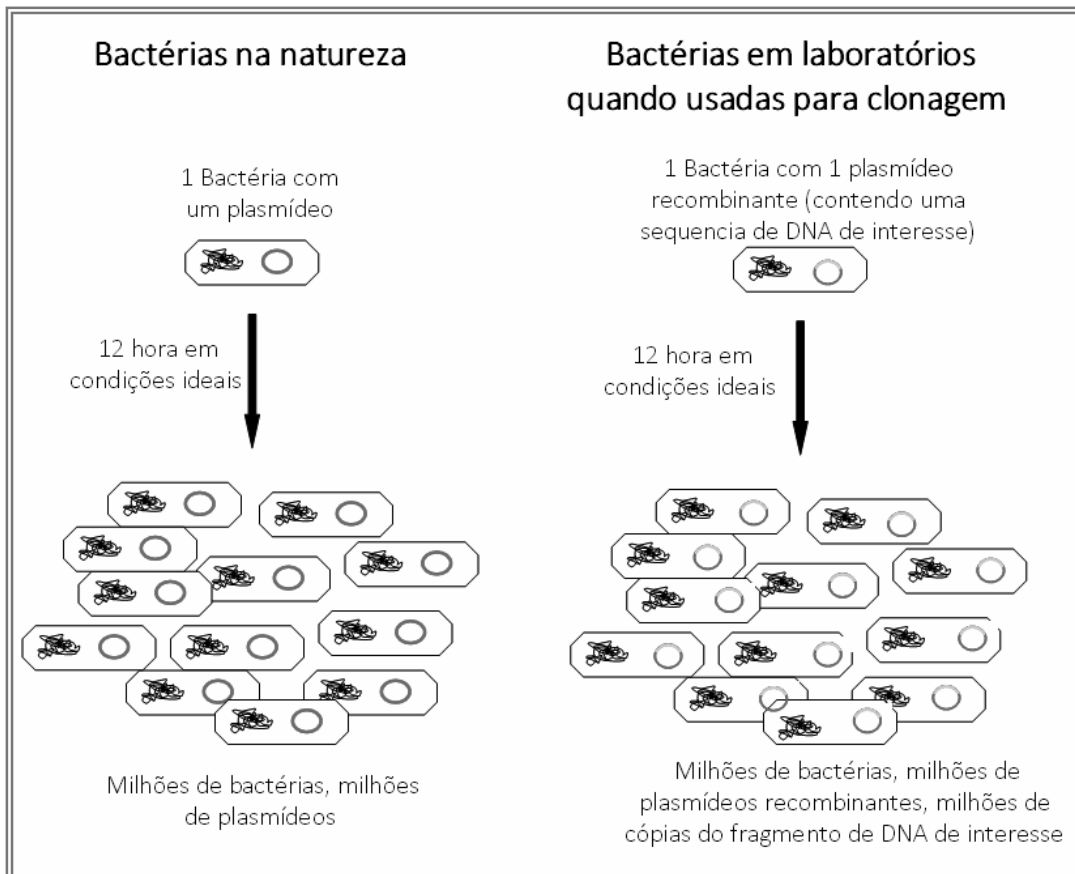 Bactérias na natureza
1 Bactéria com
um plasmídeo
12 hora em
condições ideais
Milhões de bactérias, milhões
de plasmídeos
Bactérias em laboratórios
quando usadas para clonagem
1 Bactéria com 1 plasmídeo
recombinante (contendo uma
sequencia de DNA de interesse)
12 hora em
condições ideais
Milhões de bactérias, milhões de
plasmídeos recombinantes, milhões de
cópias do fragmento de DNA de interesse